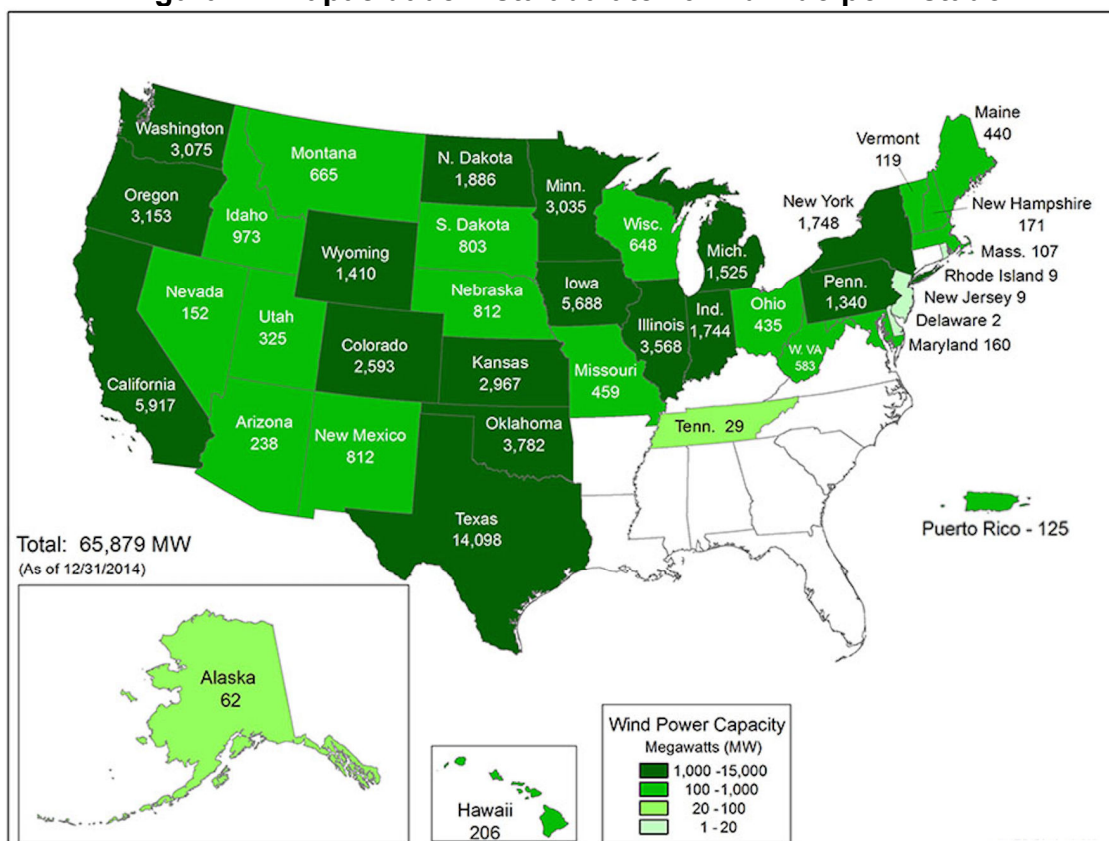 Washington
3,075
Oregon
3,153
California
5,917
Nevada
152
Idaho
973
Montana
665
Wyoming
1,410
Utah
325
Colorado
2,593
Arizona
238
New Mexico
812
N. Dakota
1,886
S. Dakota
803
Nebraska
812
Kansas
2,967
Oklahoma
3,782
Texas
14,098
Minn.
3,035
Iowa
5,688
Missouri
459
Wisc.
648
Illinois
3,568
Mich.
1,525
Ind.
1,744
Ohio
435
W. VA
583
Tenn. 29
Penn.
1,340
New York
1,748
Vermont
119
Maine
440
New Hampshire
171
Mass. 107
Rhode Island 9
New Jersey 9
Delaware 2
Maryland 160
Puerto Rico - 125
Total: 65,879 MW
(As of 12/31/2014)
Alaska
62
Hawaii
206
Wind Power Capacity
Megawatts (MW)
1,000 -15,000
100 -1,000
20 - 100
1 - 20